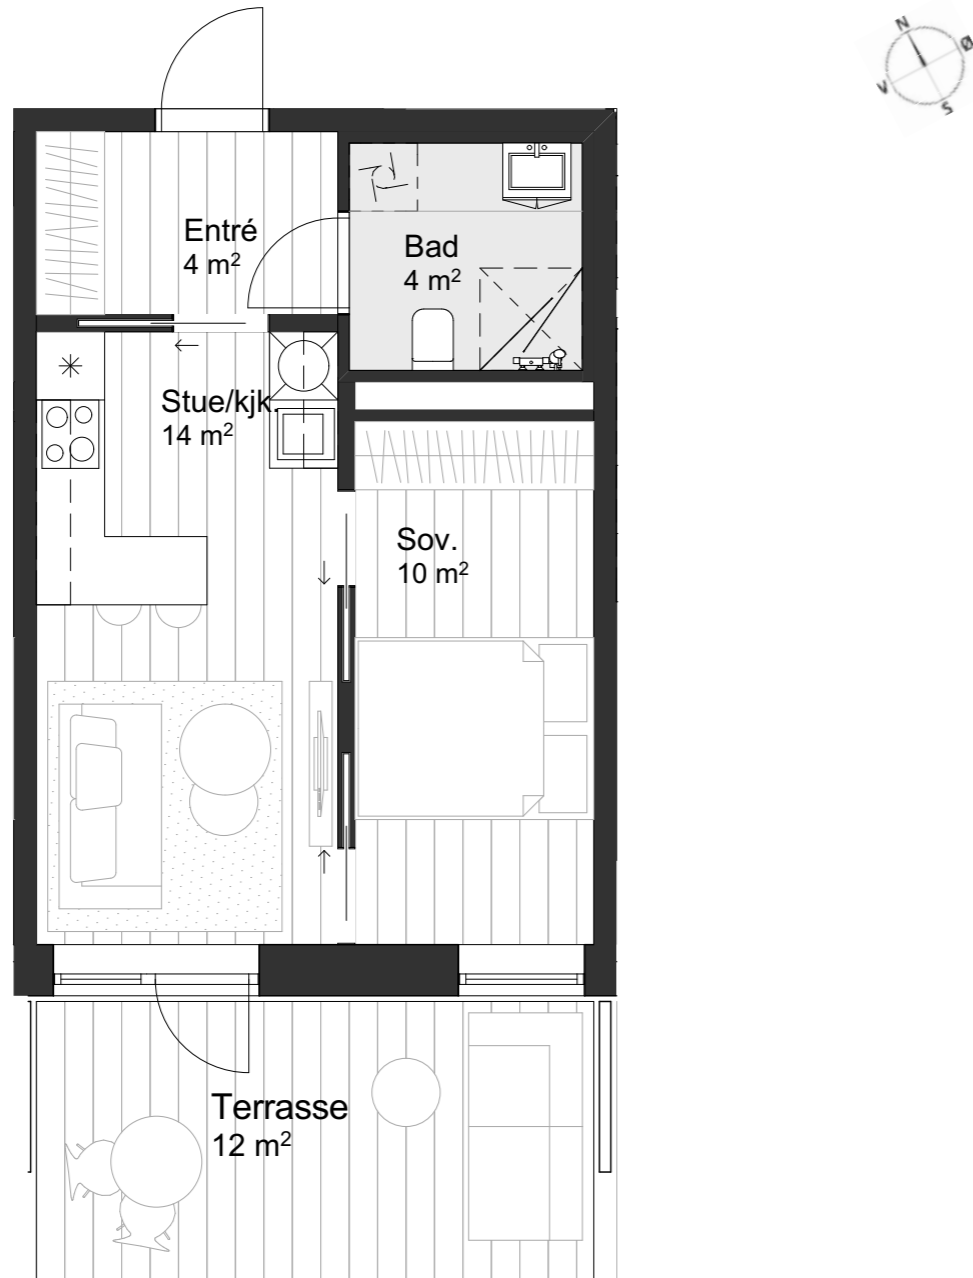 N
Ø
V
S
Entré
4 m²
Bad
4 m²
Stue/kjk.
14 m²
Sov.
10 m²
Terrasse
12 m²